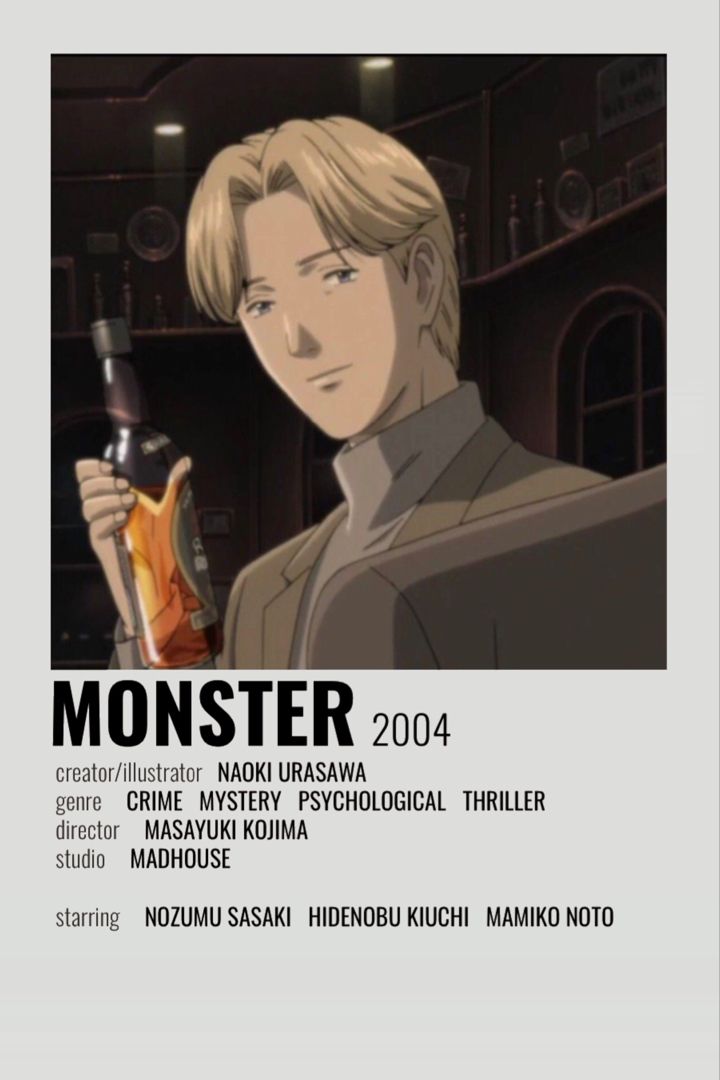 MONSTER 2004
creator/illustrator NAOKI URASAWA
genre CRIME MYSTERY PSYCHOLOGICAL THRILLER
director MASAYUKI KOJIMA
studio MADHOUSE
starring NOZUMU SASAKI HIDENOBU KIUCHI MAMIKO NOTO